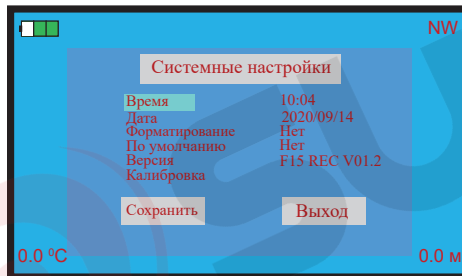 NW
Системные настройки
Время 10:04
Дата 2020/09/14
Форматирование Нет
По умолчанию Нет
Версия F15 REC V01.2
Калибровка
Сохранить Выход
0.0 ⁰C 0.0 м